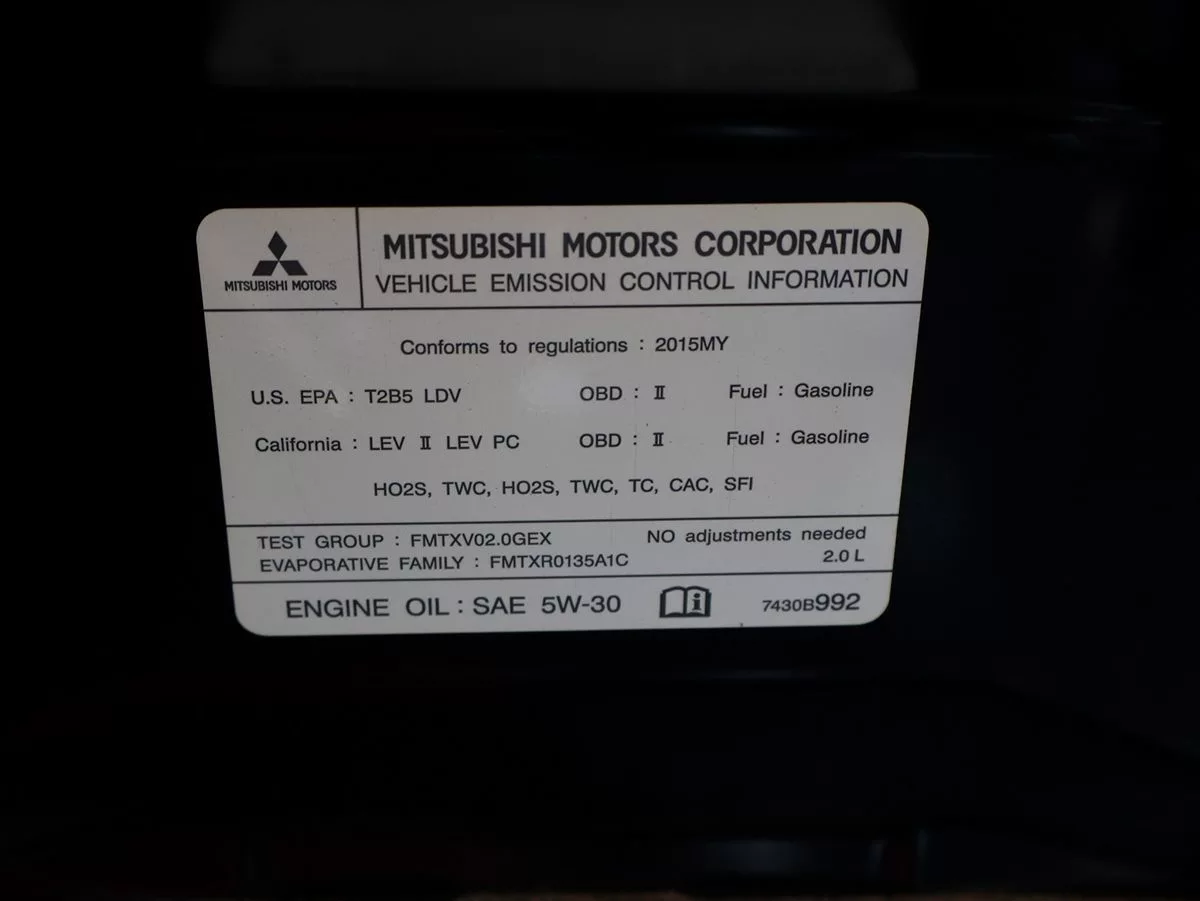 MITSUBISHI MOTORS
MITSUBISHI MOTORS CORPORATION
VEHICLE EMISSION CONTROL INFORMATION
Conforms to regulations : 2015MY
U.S. EPA : T2B5 LDV OBD : Ⅱ Fuel : Gasoline
California : LEV Ⅱ LEV PC OBD : Ⅱ Fuel : Gasoline
HO2S, TWC, HO2S, TWC, TC, CAC, SFI
TEST GROUP : FMTXV02.0GEX NO adjustments needed
EVAPORATIVE FAMILY : FMTXR0135A1C 2.0 L
ENGINE OIL : SAE 5W-30 7430B992